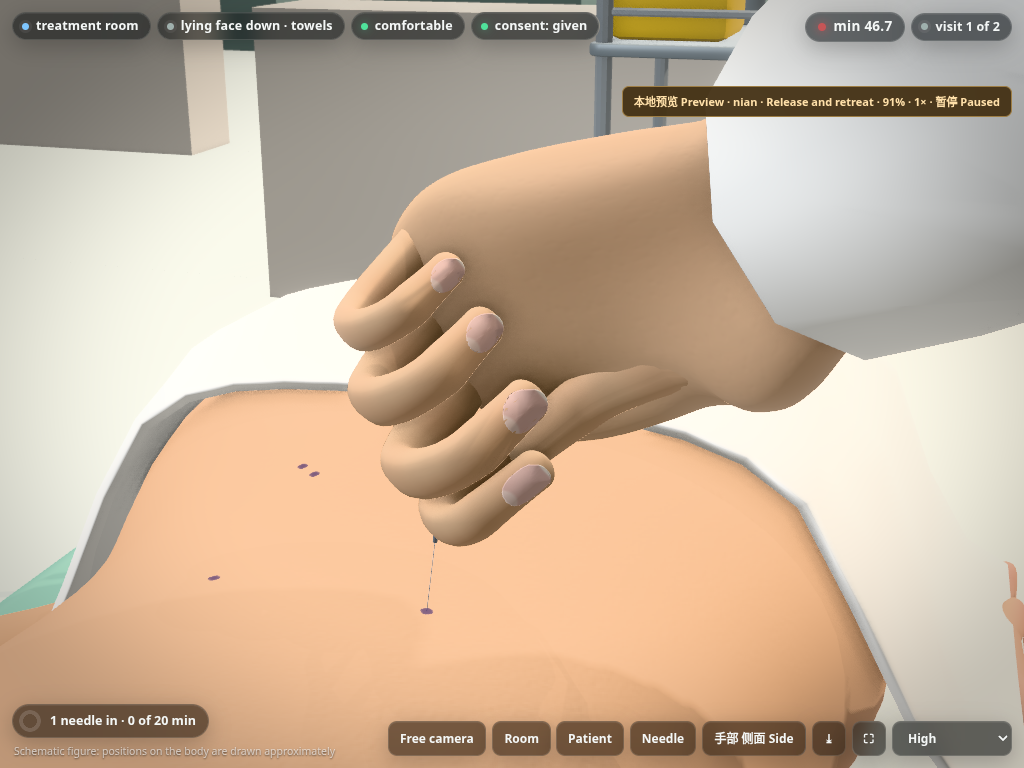 treatment room
lying face down · towels
comfortable
consent: given
min 46.7
visit 1 of 2
本地预览 Preview · nian · Release and retreat · 91% · 1× · 暂停 Paused
1 needle in · 0 of 20 min
Schematic figure: positions on the body are drawn approximately
Free camera
Room
Patient
Needle
手部 侧面 Side
High